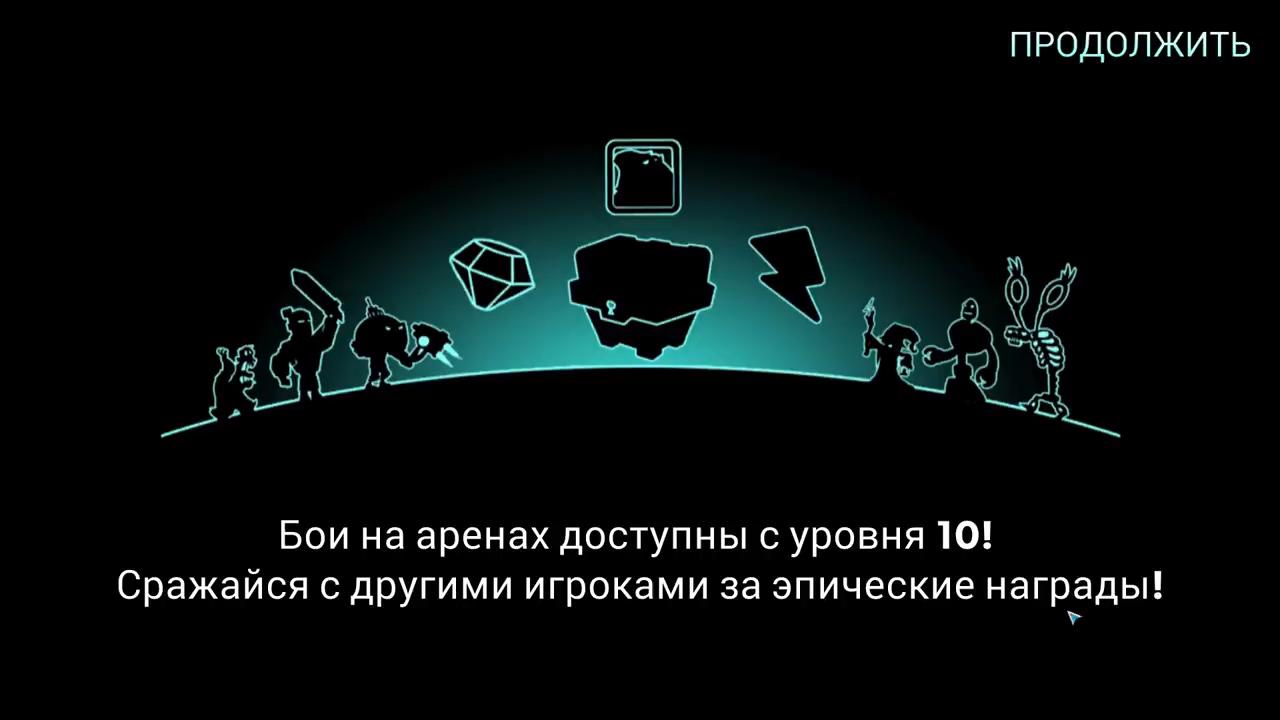 ПРОДОЛЖИТЬ
Бои на аренах доступны с уровня 10!
Сражайся с другими игроками за эпические награды!